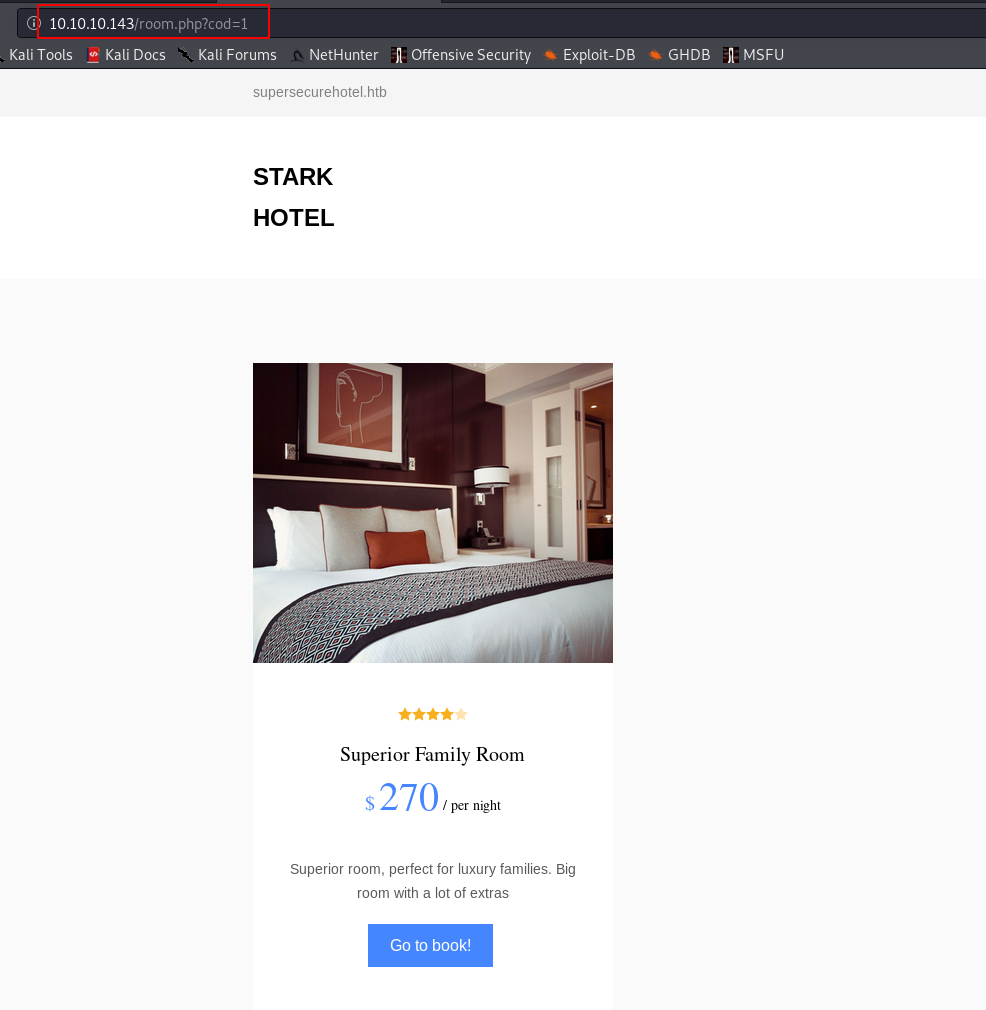 10.10.10.143/room.php?cod=1
Kali Tools Kali Docs Kali Forums NetHunter Offensive Security Exploit-DB GHDB MSFU
supersecurehotel.htb
STARK
HOTEL
Superior Family Room
$ 270 / per night
Superior room, perfect for luxury families. Big
room with a lot of extras
Go to book!